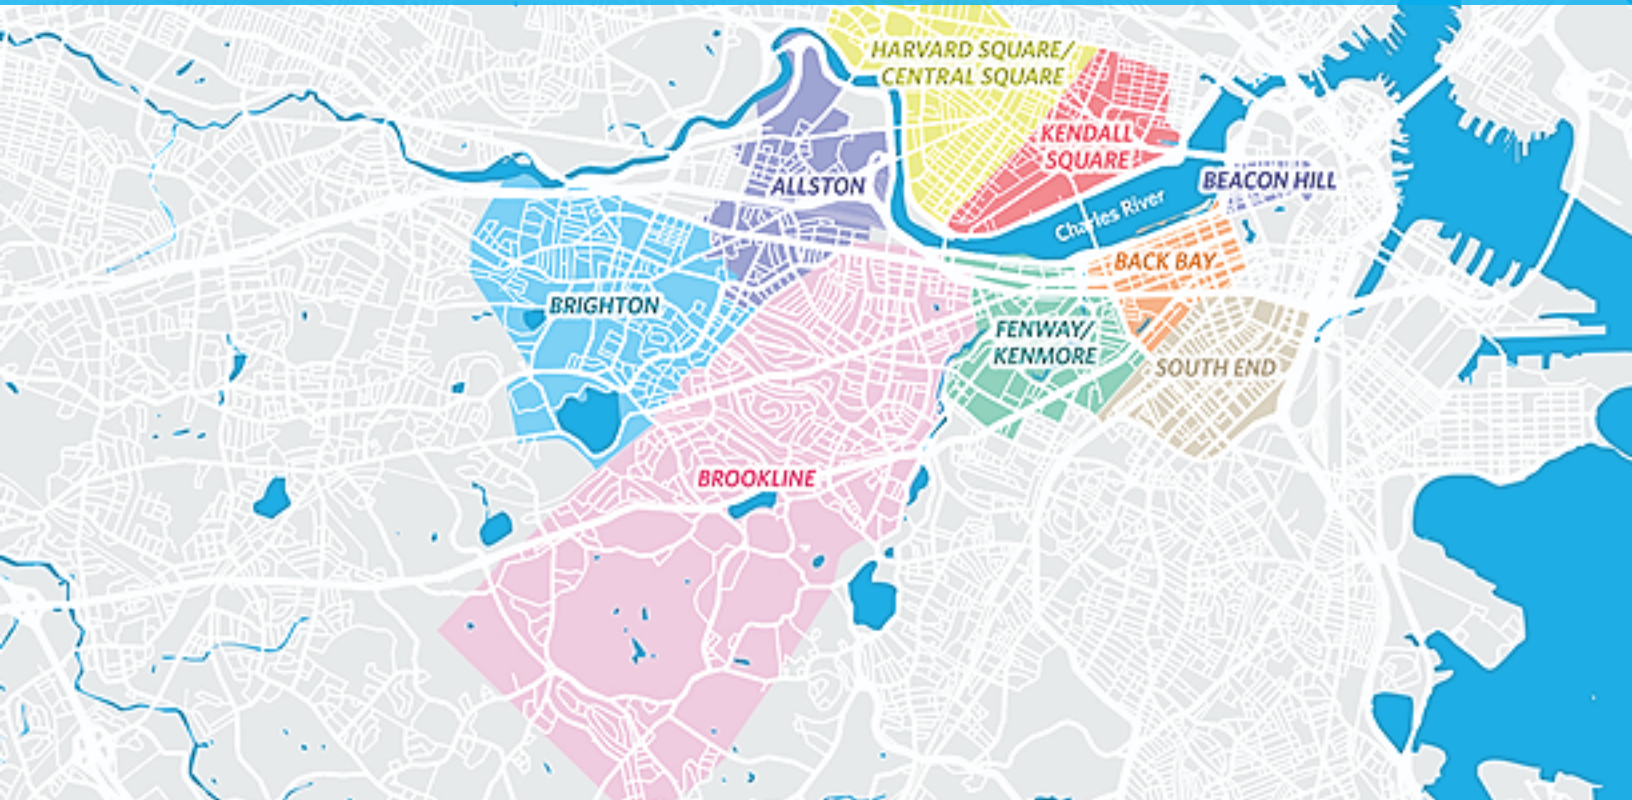 HARVARD SQUARE/
CENTRAL SQUARE
KENDALL
SQUARE
ALLSTON
BEACON HILL
Charles River
BACK BAY
BRIGHTON
FENWAY/
KENMORE
SOUTH END
BROOKLINE